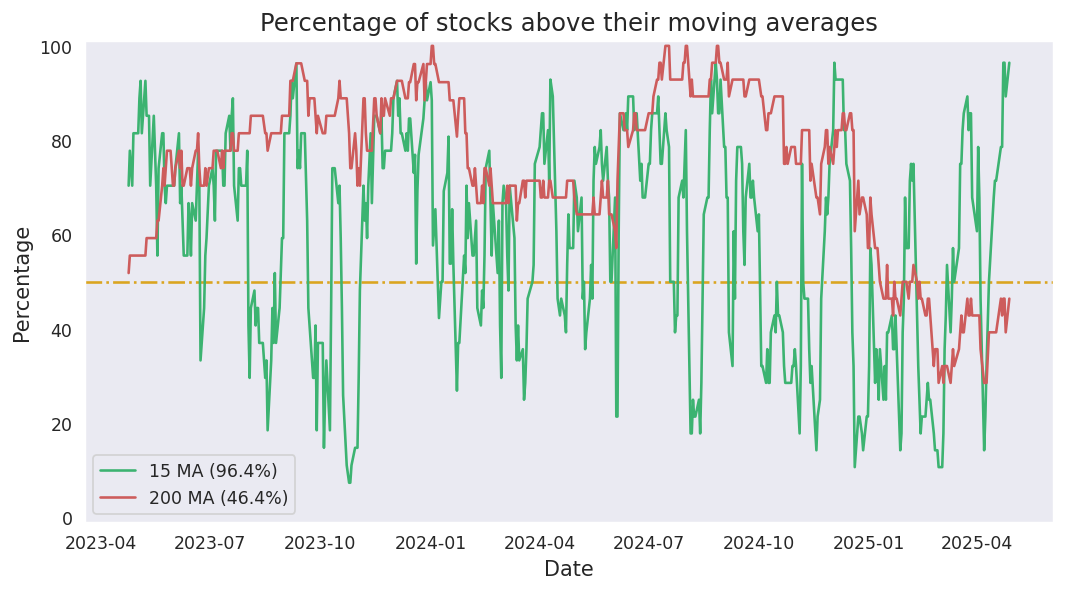 Percentage of stocks above their moving averages
Percentage
100
80
60
40
20
0
15 MA (96.4%)
200 MA (46.4%)
2023-04 2023-07 2023-10 2024-01 2024-04 2024-07 2024-10 2025-01 2025-04
Date